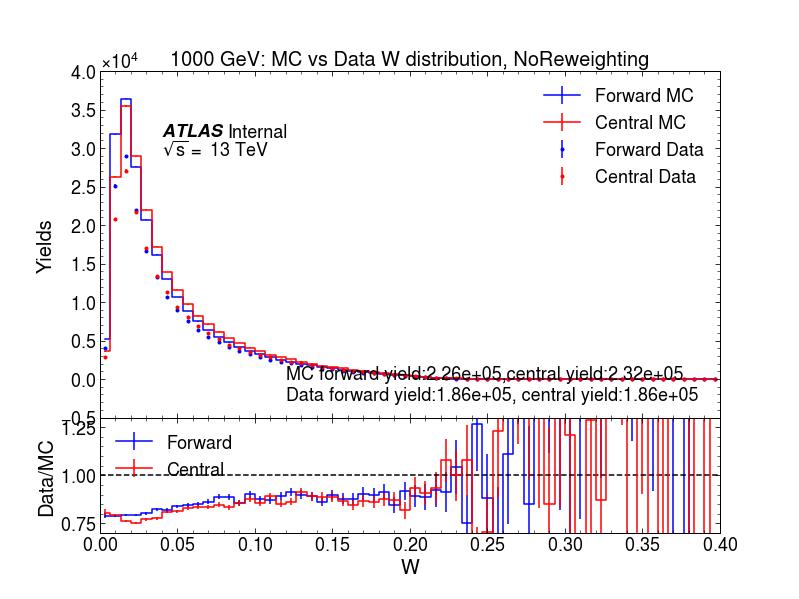 1000 GeV: MC vs Data W distribution, NoReweighting
×10⁴
4.0
3.5
3.0
2.5
2.0
1.5
1.0
0.5
0.0
0.5
Yields
ATLAS Internal
√s = 13 TeV
Forward MC
Central MC
Forward Data
Central Data
MC forward yield:2.26e+05 central yield:2.32e+05
Data forward yield:1.86e+05, central yield:1.86e+05
1.25
1.00
0.75
Data/MC
Forward
Central
0.00 0.05 0.10 0.15 0.20 0.25 0.30 0.35 0.40
W